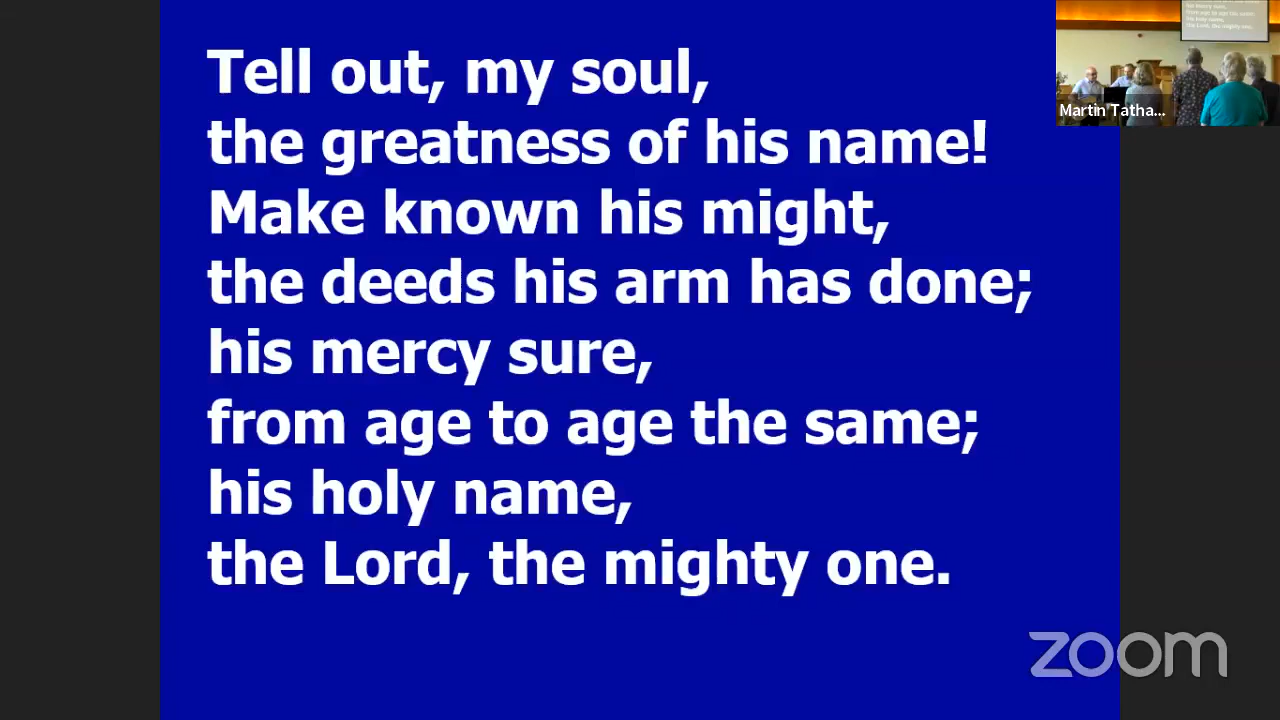 Tell out, my soul,
the greatness of his name!
Make known his might,
the deeds his arm has done;
his mercy sure,
from age to age the same;
his holy name,
the Lord, the mighty one.
Martin Tatha...
zoom